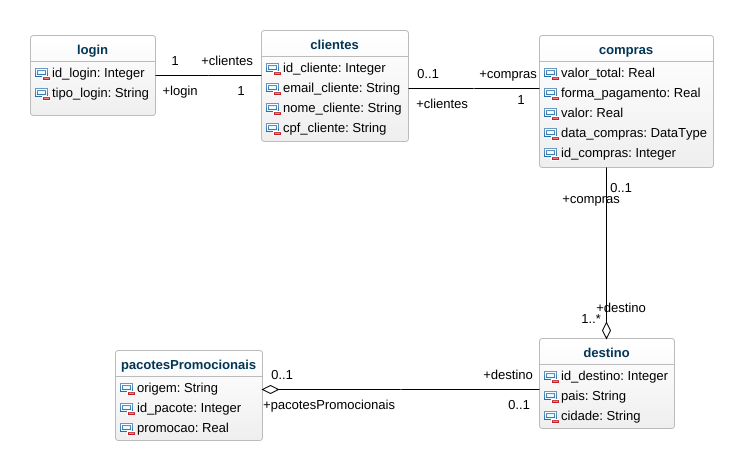 login
id_login: Integer
tipo_login: String
1
+clientes
+login
1
clientes
id_cliente: Integer
email_cliente: String
nome_cliente: String
cpf_cliente: String
0..1
+compras
+clientes
1
compras
valor_total: Real
forma_pagamento: Real
valor: Real
data_compras: DataType
id_compras: Integer
0..1
+compras
+destino
1..*
pacotesPromocionais
origem: String
id_pacote: Integer
promocao: Real
0..1
+destino
+pacotesPromocionais
0..1
destino
id_destino: Integer
pais: String
cidade: String